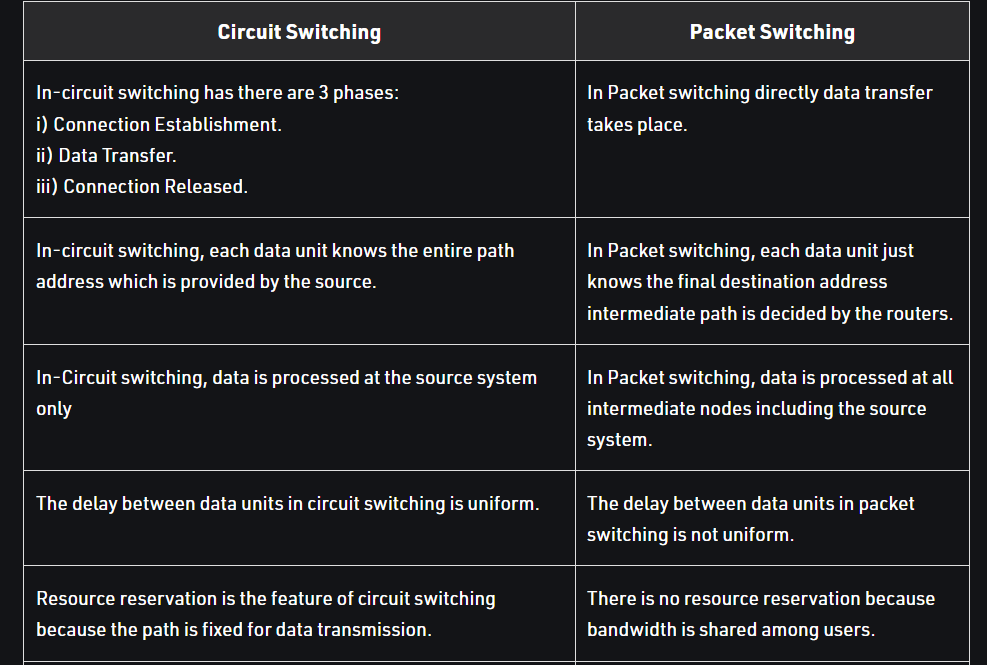 Circuit Switching
Packet Switching
In-circuit switching has there are 3 phases:
i) Connection Establishment.
ii) Data Transfer.
iii) Connection Released.
In Packet switching directly data transfer
takes place.
In-circuit switching, each data unit knows the entire path
address which is provided by the source.
In Packet switching, each data unit just
knows the final destination address
intermediate path is decided by the routers.
In-Circuit switching, data is processed at the source system
only
In Packet switching, data is processed at all
intermediate nodes including the source
system.
The delay between data units in circuit switching is uniform.
The delay between data units in packet
switching is not uniform.
Resource reservation is the feature of circuit switching
because the path is fixed for data transmission.
There is no resource reservation because
bandwidth is shared among users.